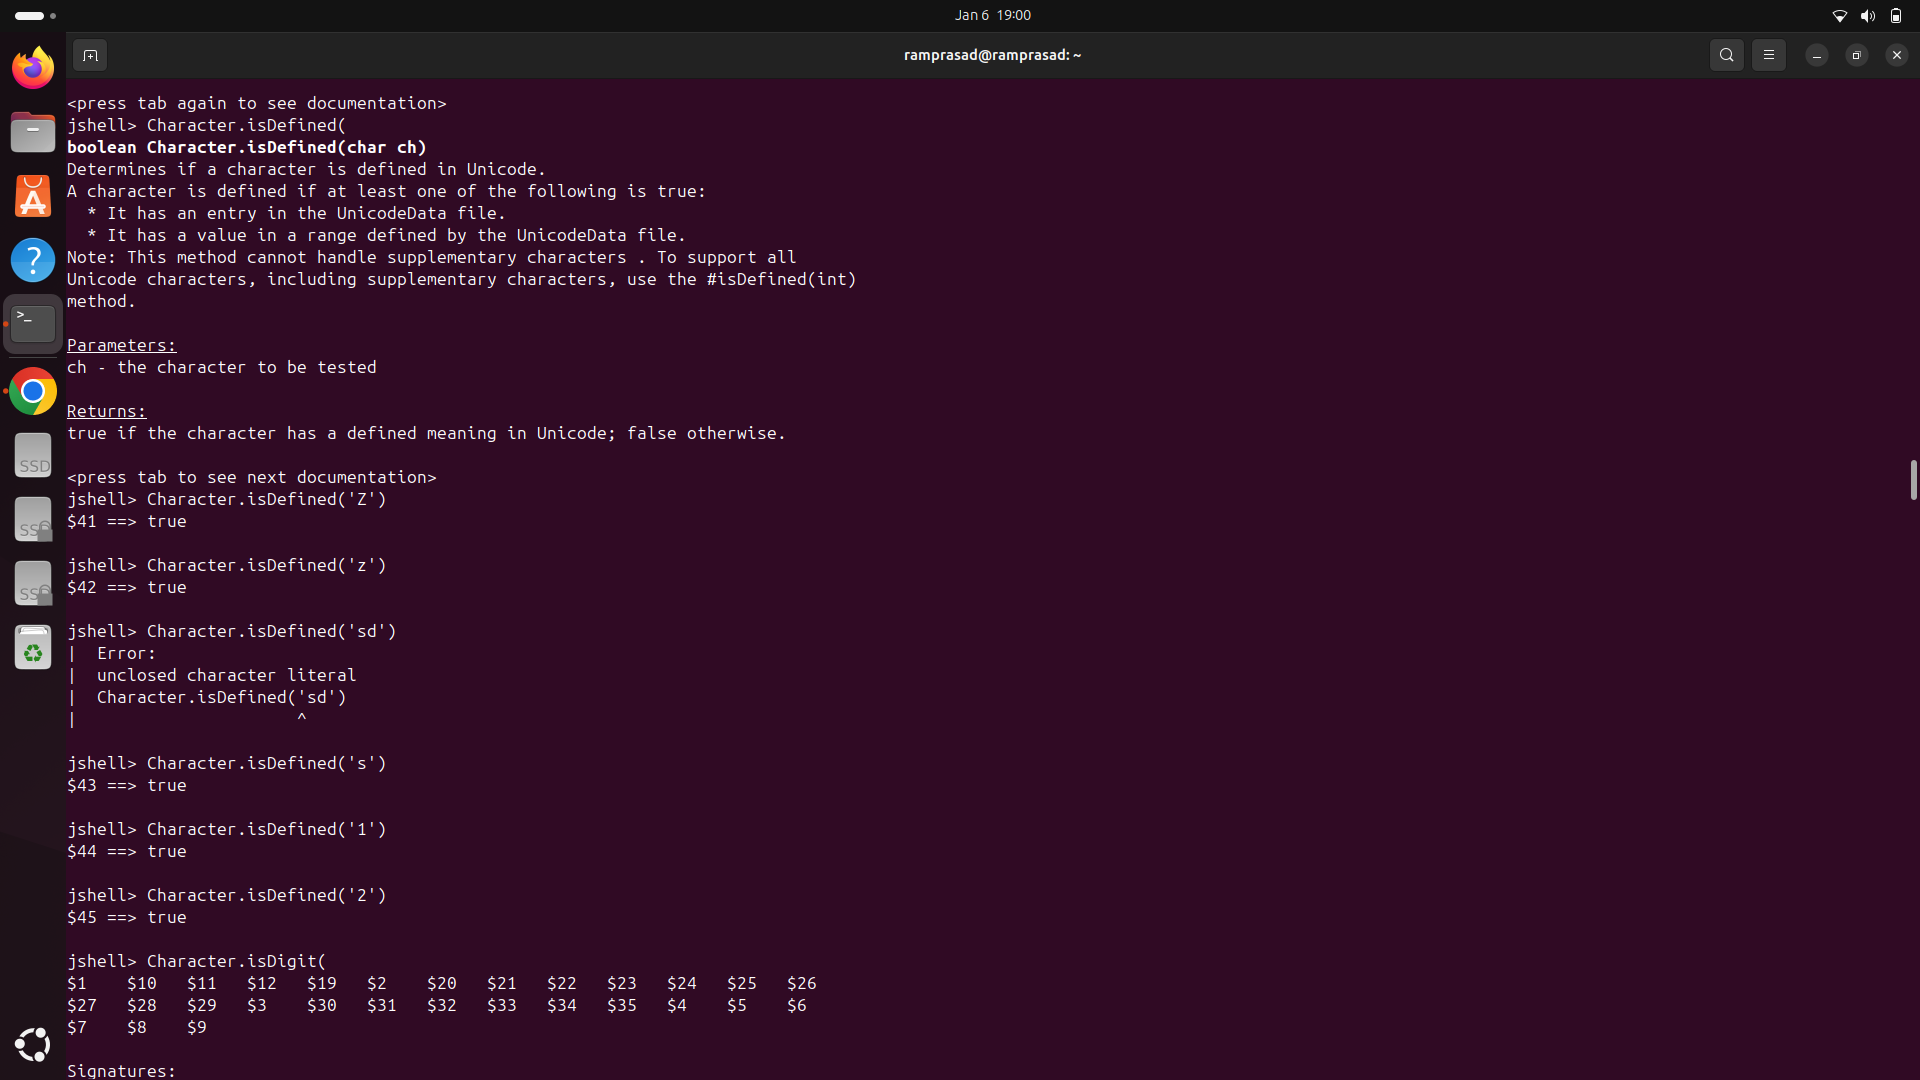 Jan 6 19:00
ramprasad@ramprasad: ~
<press tab again to see documentation>
jshell> Character.isDefined(
boolean Character.isDefined(char ch)
Determines if a character is defined in Unicode.
A character is defined if at least one of the following is true:
* It has an entry in the UnicodeData file.
* It has a value in a range defined by the UnicodeData file.
Note: This method cannot handle supplementary characters . To support all
Unicode characters, including supplementary characters, use the #isDefined(int)
method.
Parameters:
ch - the character to be tested
Returns:
true if the character has a defined meaning in Unicode; false otherwise.
<press tab to see next documentation>
jshell> Character.isDefined('Z')
$41 ==> true
jshell> Character.isDefined('z')
$42 ==> true
jshell> Character.isDefined('sd')
| Error:
| unclosed character literal
| Character.isDefined('sd')
| ^
jshell> Character.isDefined('s')
$43 ==> true
jshell> Character.isDefined('1')
$44 ==> true
jshell> Character.isDefined('2')
$45 ==> true
jshell> Character.isDigit(
$1 $10 $11 $12 $19 $2 $20 $21 $22 $23 $24 $25 $26
$27 $28 $29 $3 $30 $31 $32 $33 $34 $35 $4 $5 $6
$7 $8 $9
Signatures:
>_
SSD
SSD
SSD